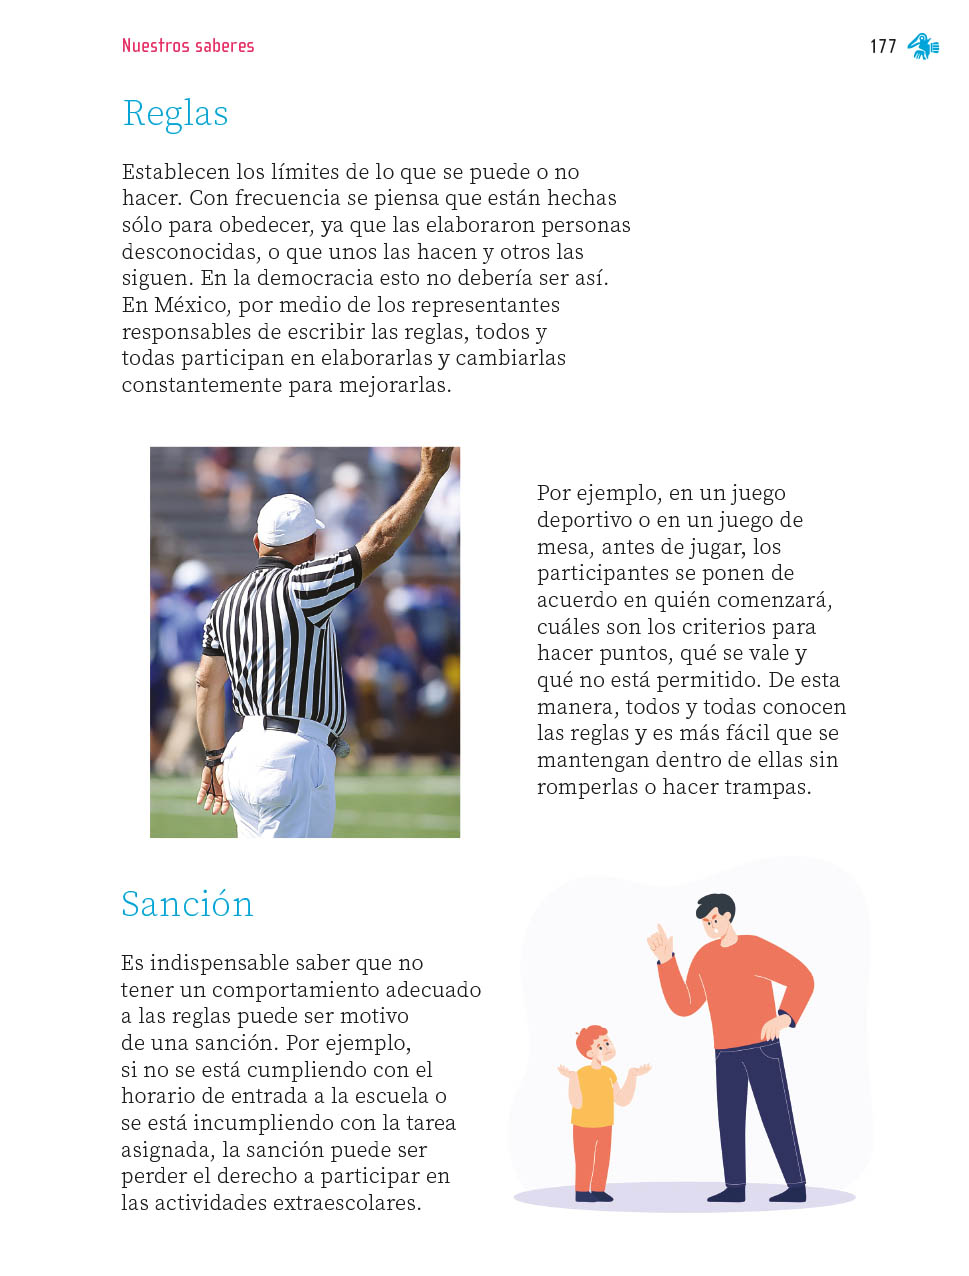 Nuestros saberes
177
Reglas
Establecen los límites de lo que se puede o no
hacer. Con frecuencia se piensa que están hechas
sólo para obedecer, ya que las elaboraron personas
desconocidas, o que unos las hacen y otros las
siguen. En la democracia esto no debería ser así.
En México, por medio de los representantes
responsables de escribir las reglas, todos y
todas participan en elaborarlas y cambiarlas
constantemente para mejorarlas.
Por ejemplo, en un juego
deportivo o en un juego de
mesa, antes de jugar, los
participantes se ponen de
acuerdo en quién comenzará,
cuáles son los criterios para
hacer puntos, qué se vale y
qué no está permitido. De esta
manera, todos y todas conocen
las reglas y es más fácil que se
mantengan dentro de ellas sin
romperlas o hacer trampas.
Sanción
Es indispensable saber que no
tener un comportamiento adecuado
a las reglas puede ser motivo
de una sanción. Por ejemplo,
si no se está cumpliendo con el
horario de entrada a la escuela o
se está incumpliendo con la tarea
asignada, la sanción puede ser
perder el derecho a participar en
las actividades extraescolares.